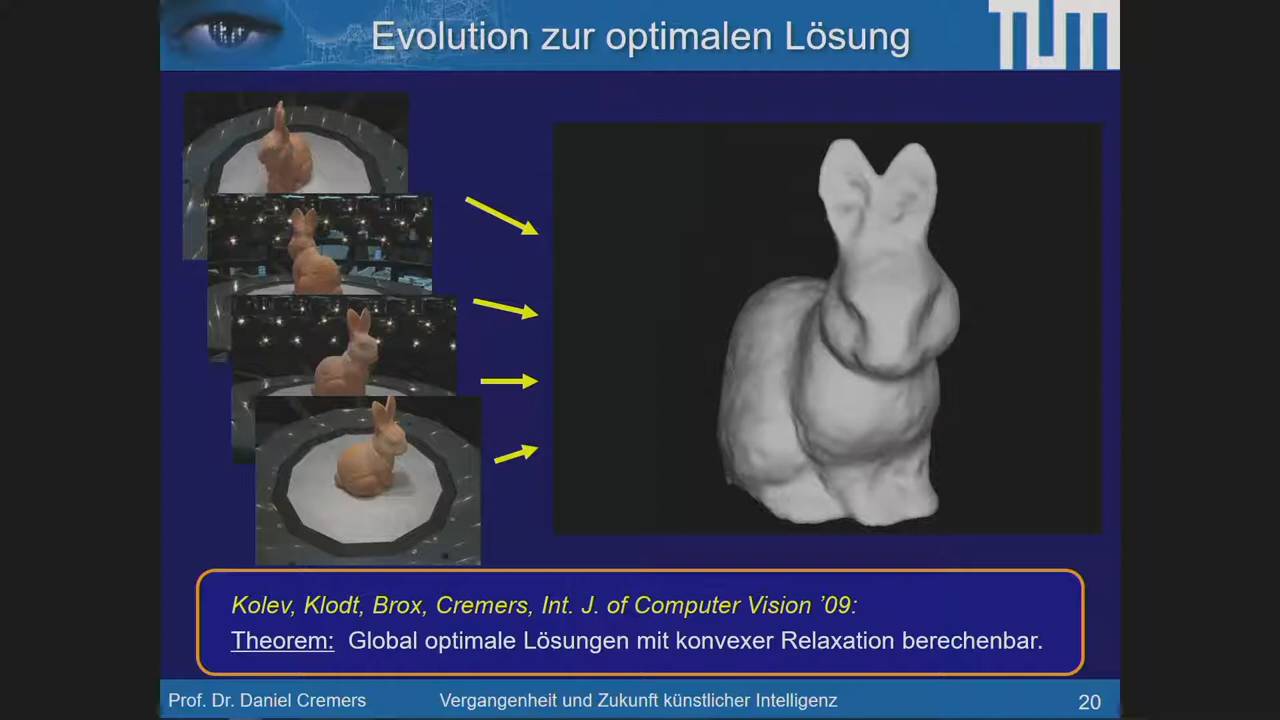 Evolution zur optimalen Lösung
TUM
Kolev, Klodt, Brox, Cremers, Int. J. of Computer Vision ’09:
Theorem: Global optimale Lösungen mit konvexer Relaxation berechenbar.
Prof. Dr. Daniel Cremers
Vergangenheit und Zukunft künstlicher Intelligenz
20